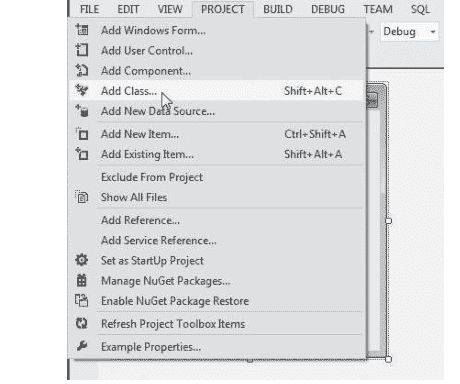 FILE EDIT VIEW PROJECT BUILD DEBUG TEAM SQL
Add Windows Form...
Debug
Add User Control...
Add Component...
Add Class... Shift+Alt+C
Add New Data Source...
Add New Item... Ctrl+Shift+A
Add Existing Item... Shift+Alt+A
Exclude From Project
Show All Files
Add Reference...
Add Service Reference...
Set as StartUp Project
Manage NuGet Packages...
Enable NuGet Package Restore
Refresh Project Toolbox Items
Example Properties...